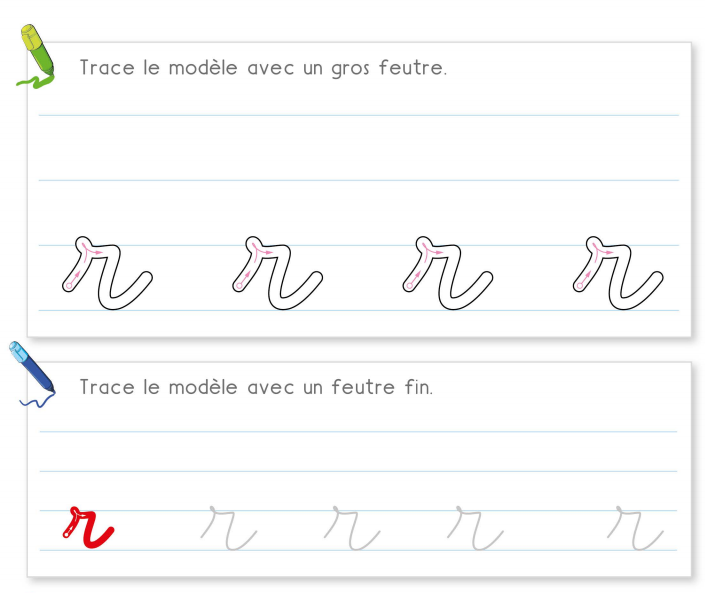 Trace le modèle avec un gros feutre.
r r r r
Trace le modèle avec un feutre fin.
r r r r r